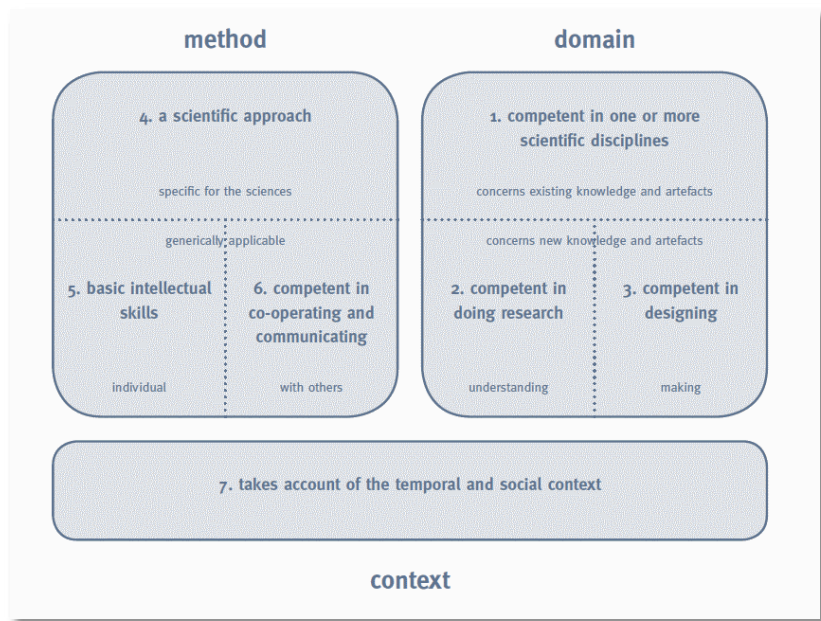 method
4. a scientific approach
specific for the sciences
generically applicable
5. basic intellectual
skills
individual
6. competent in
co-operating and
communicating
with others
domain
1. competent in one or more
scientific disciplines
concerns existing knowledge and artefacts
concerns new knowledge and artefacts
2. competent in
doing research
understanding
3. competent in
designing
making
7. takes account of the temporal and social context
context